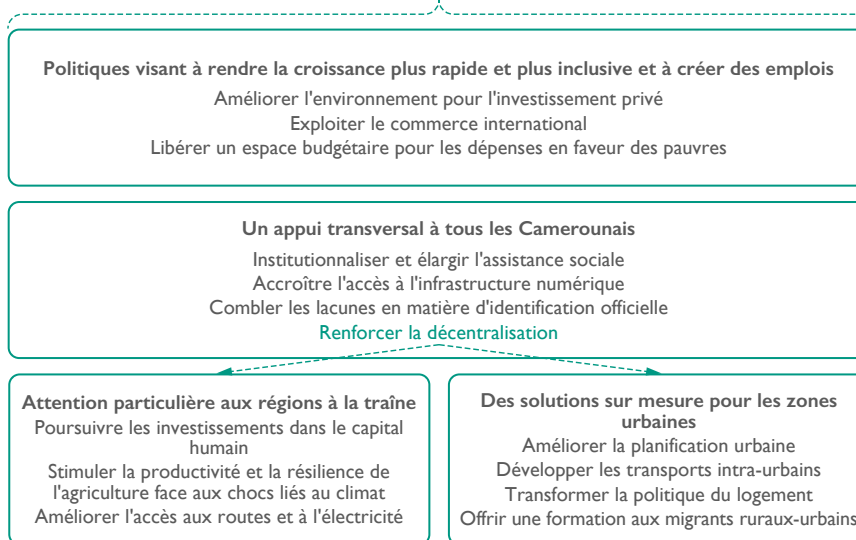 Politiques visant à rendre la croissance plus rapide et plus inclusive et à créer des emplois
Améliorer l'environnement pour l'investissement privé
Exploiter le commerce international
Libérer un espace budgétaire pour les dépenses en faveur des pauvres
Un appui transversal à tous les Camerounais
Institutionnaliser et élargir l'assistance sociale
Accroître l'accès à l'infrastructure numérique
Combler les lacunes en matière d'identification officielle
Renforcer la décentralisation
Attention particulière aux régions à la traîne
Poursuivre les investissements dans le capital
humain
Stimuler la productivité et la résilience de
l'agriculture face aux chocs liés au climat
Améliorer l'accès aux routes et à l'électricité
Des solutions sur mesure pour les zones
urbaines
Améliorer la planification urbaine
Développer les transports intra-urbains
Transformer la politique du logement
Offrir une formation aux migrants ruraux-urbains